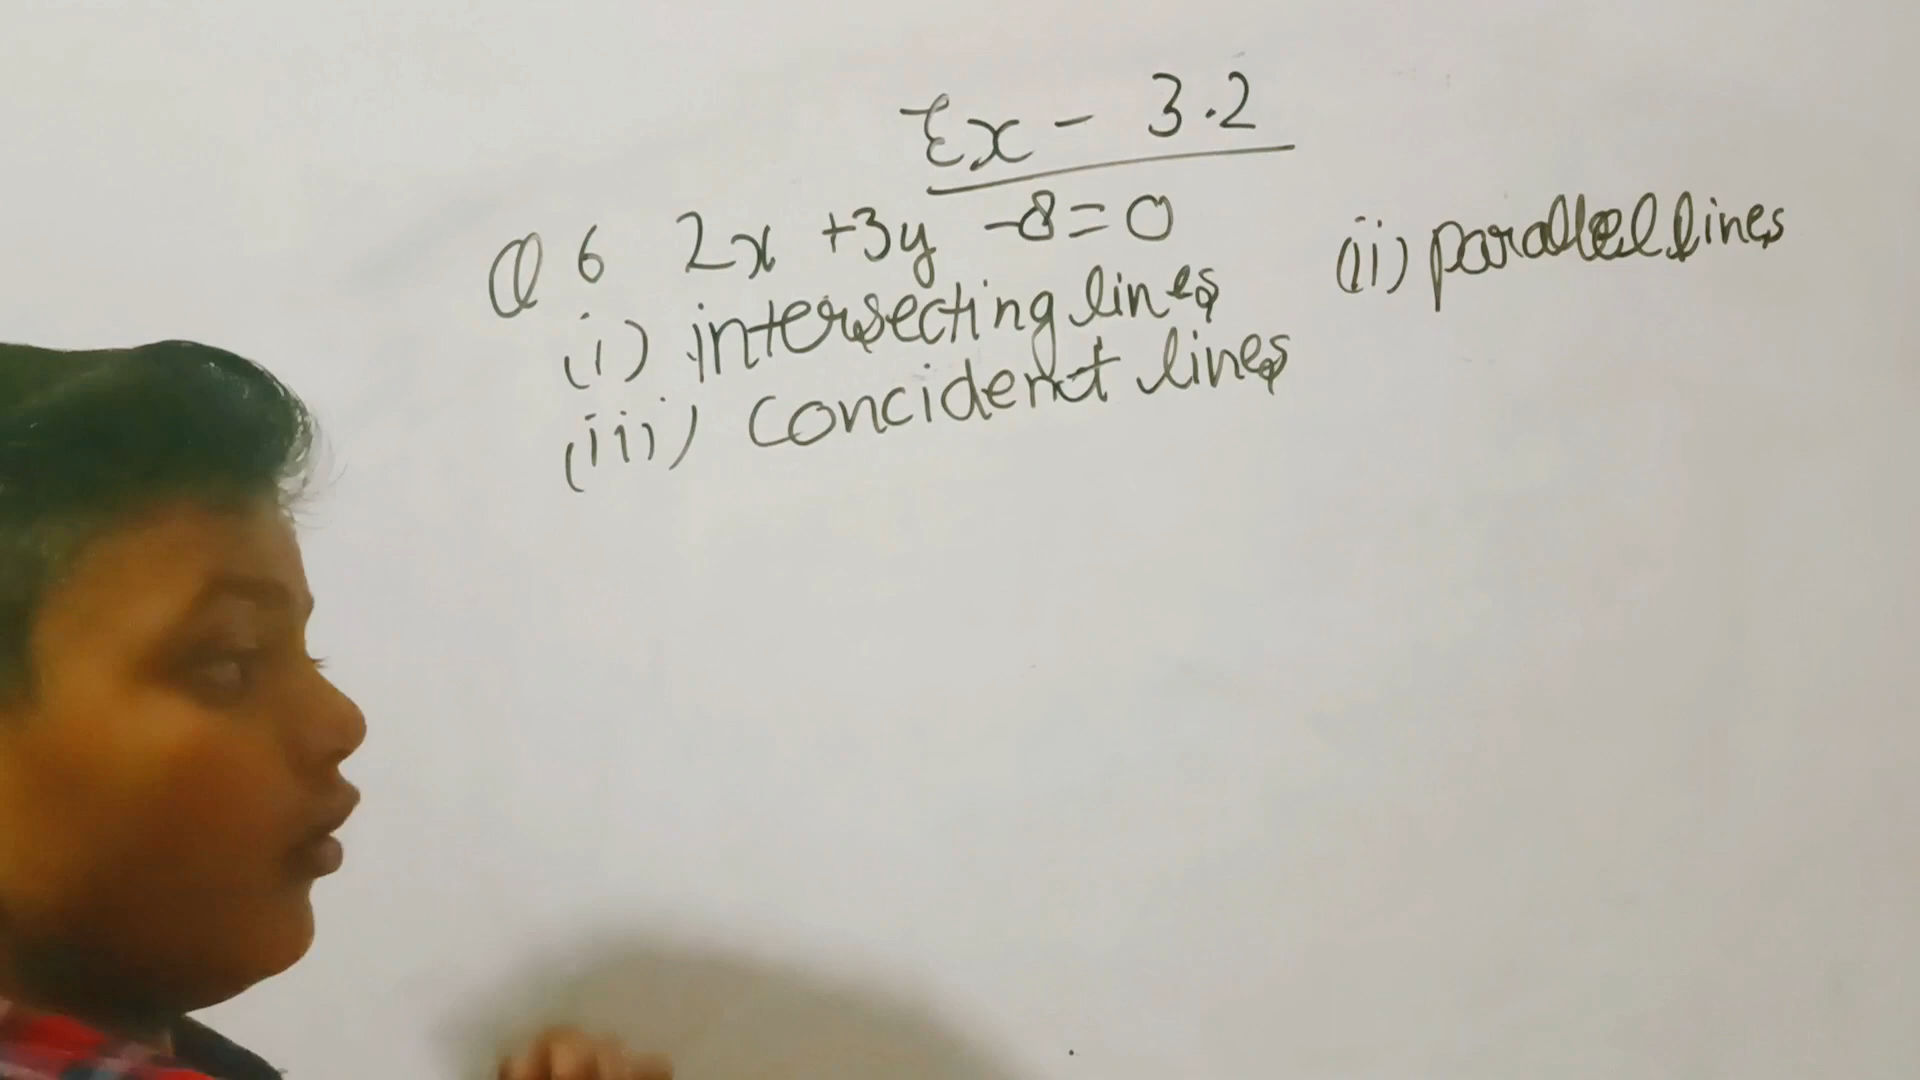 Ex - 3.2
Q 6 2x +3y -8=0
(i) intersecting lines (ii) parallel lines
(iii) Concident lines